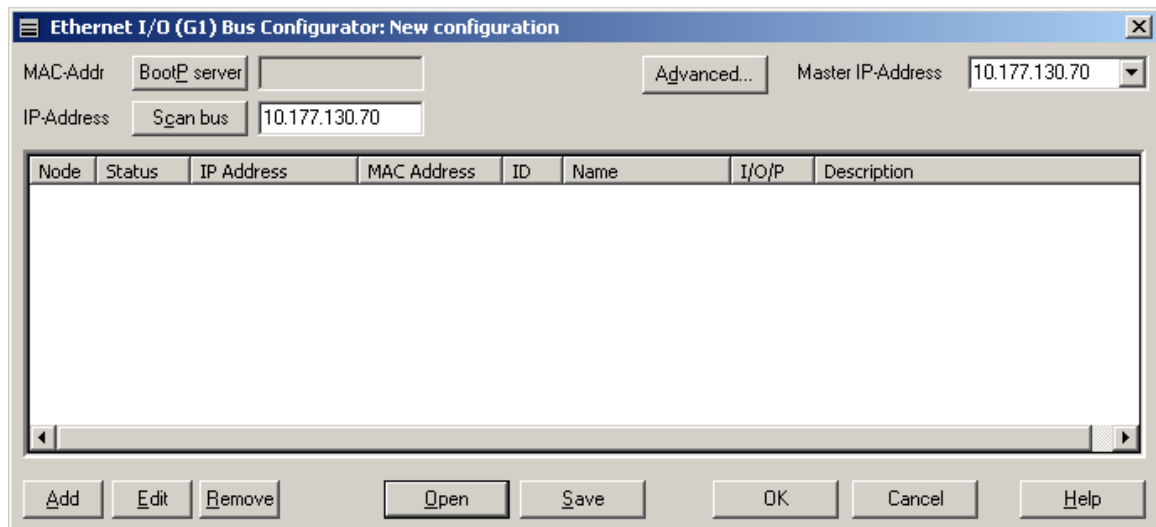 Ethernet I/O (G1) Bus Configurator: New configuration
MAC-Addr BootP server Advanced... Master IP-Address 10.177.130.70
IP-Address Scan bus 10.177.130.70
Node Status IP Address MAC Address ID Name I/O/P Description
Add Edit Remove Open Save OK Cancel Help